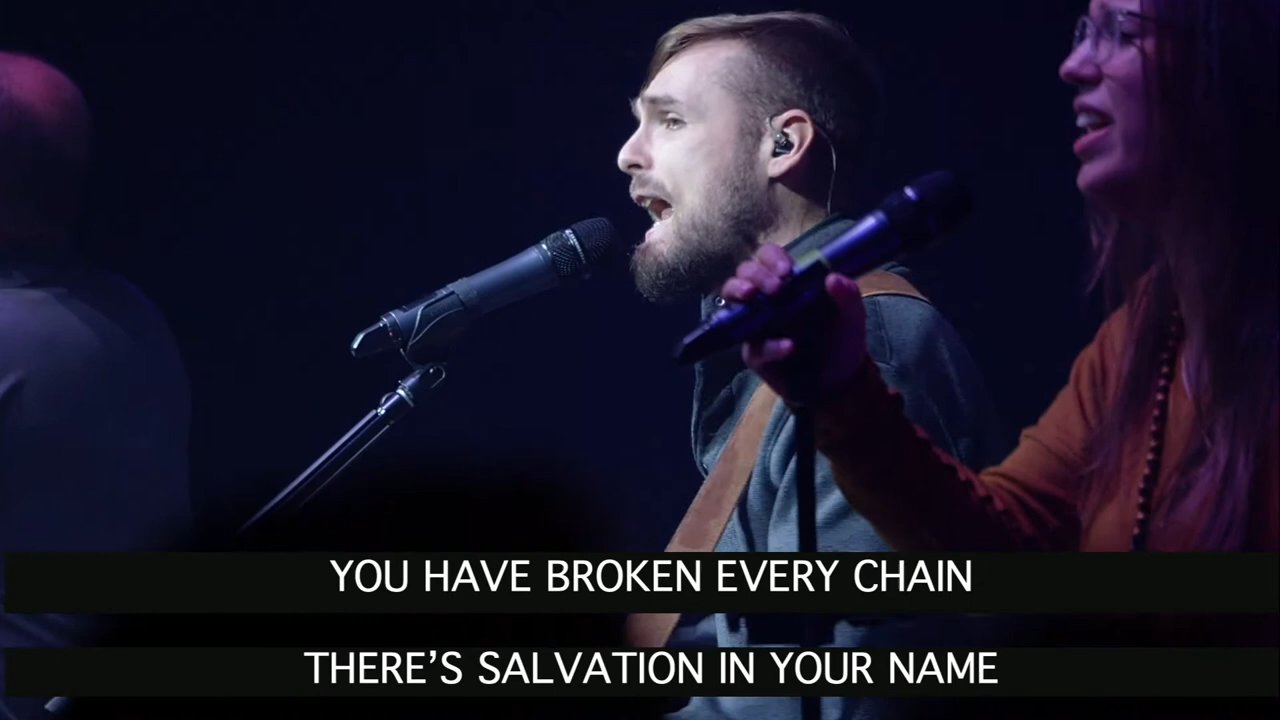 YOU HAVE BROKEN EVERY CHAIN
THERE’S SALVATION IN YOUR NAME